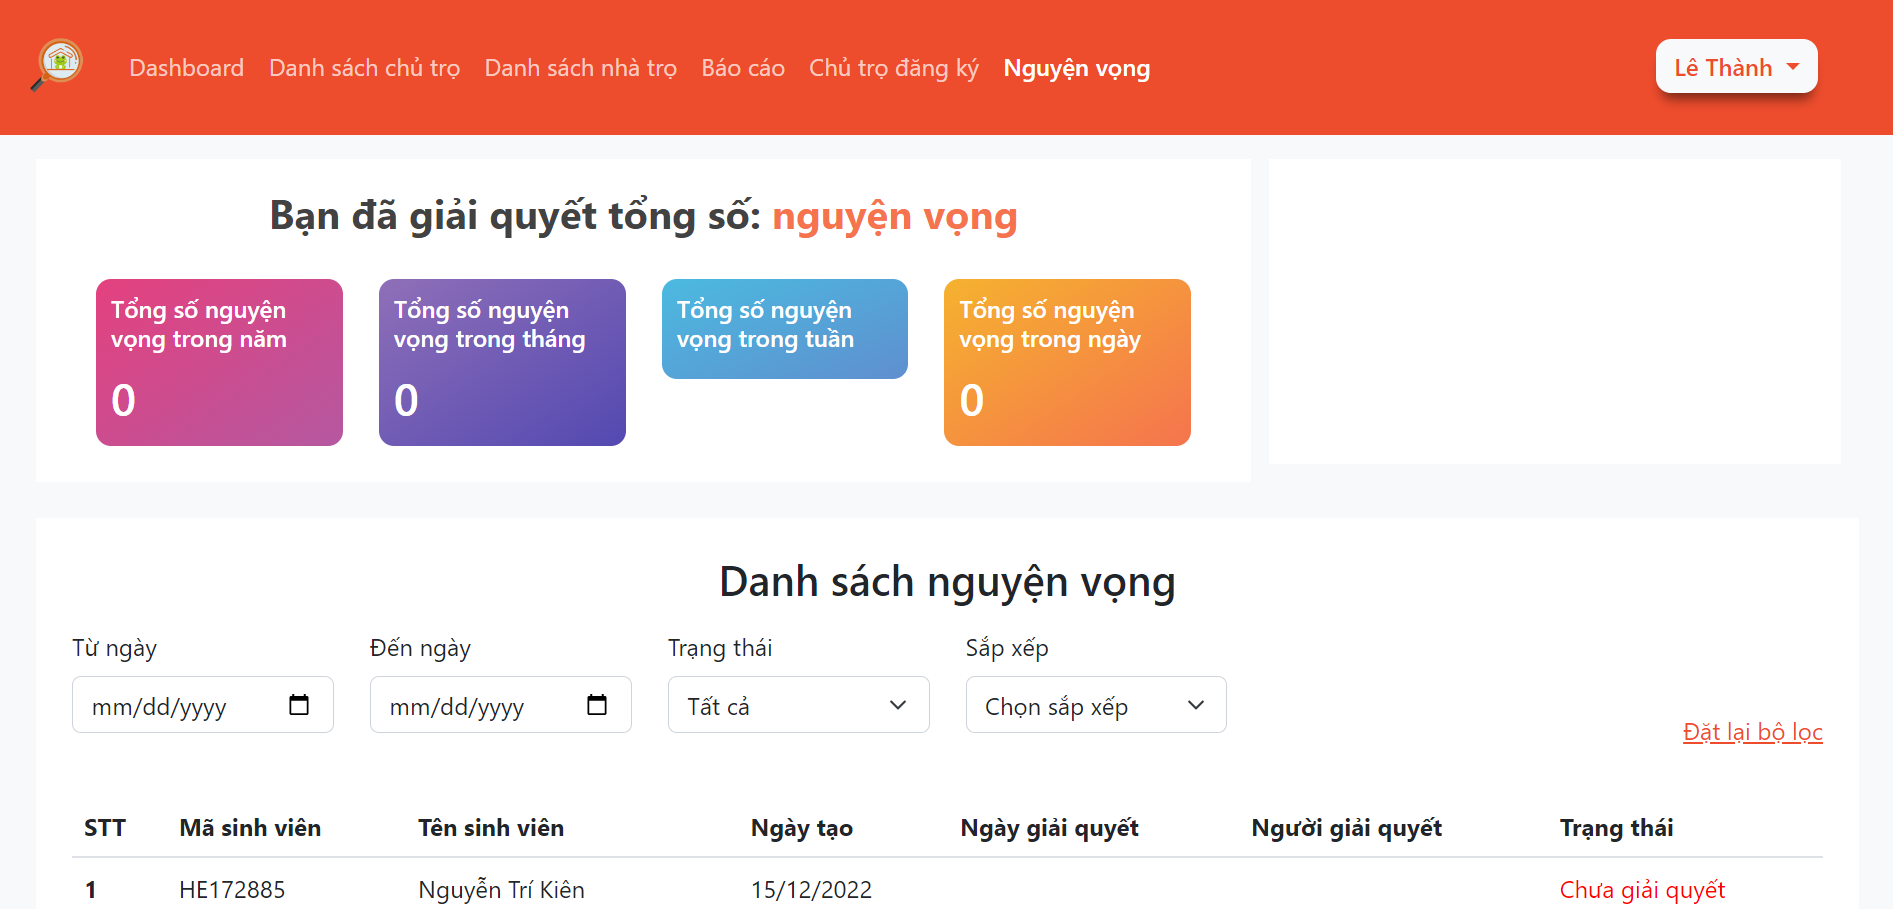 Dashboard Danh sách chủ trọ Danh sách nhà trọ Báo cáo Chủ trọ đăng ký Nguyện vọng Lê Thành
Bạn đã giải quyết tổng số: nguyện vọng
Tổng số nguyện
vọng trong năm
0
Tổng số nguyện
vọng trong tháng
0
Tổng số nguyện
vọng trong tuần
Tổng số nguyện
vọng trong ngày
0
Danh sách nguyện vọng
Từ ngày Đến ngày Trạng thái Sắp xếp
mm/dd/yyyy mm/dd/yyyy Tất cả Chọn sắp xếp
Đặt lại bộ lọc
STT Mã sinh viên Tên sinh viên Ngày tạo Ngày giải quyết Người giải quyết Trạng thái
1 HE172885 Nguyễn Trí Kiên 15/12/2022 Chưa giải quyết